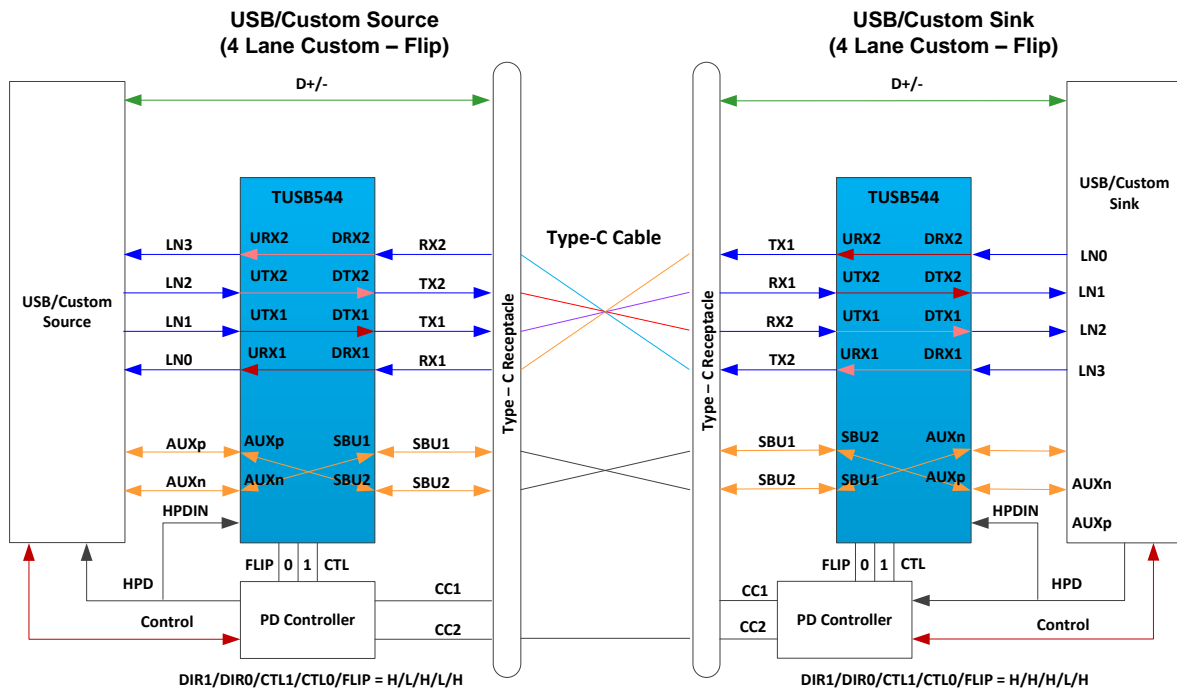 USB/Custom Source
(4 Lane Custom – Flip)
USB/Custom Sink
(4 Lane Custom – Flip)
D+/-
D+/-
TUSB544
TUSB544
USB/Custom
Sink
Type-C Cable
LN3
URX2
DRX2
RX2
TX1
URX2
DRX2
LN0
LN2
UTX2
DTX2
TX2
RX1
UTX2
DTX2
LN1
USB/Custom
Source
LN1
UTX1
DTX1
TX1
RX2
UTX1
DTX1
LN2
LN0
URX1
DRX1
RX1
TX2
URX1
DRX1
LN3
Type – C Receptacle
Type – C Receptacle
AUXp
AUXp
SBU1
SBU1
SBU1
SBU2
AUXn
AUXn
AUXn
SBU2
SBU2
SBU2
SBU1
AUXp
AUXn
HPDIN
HPDIN
AUXp
FLIP
0
1
CTL
FLIP
0
1
CTL
HPD
CC1
CC1
HPD
PD Controller
PD Controller
Control
CC2
CC2
Control
DIR1/DIR0/CTL1/CTL0/FLIP = H/L/H/L/H
DIR1/DIR0/CTL1/CTL0/FLIP = H/H/H/L/H